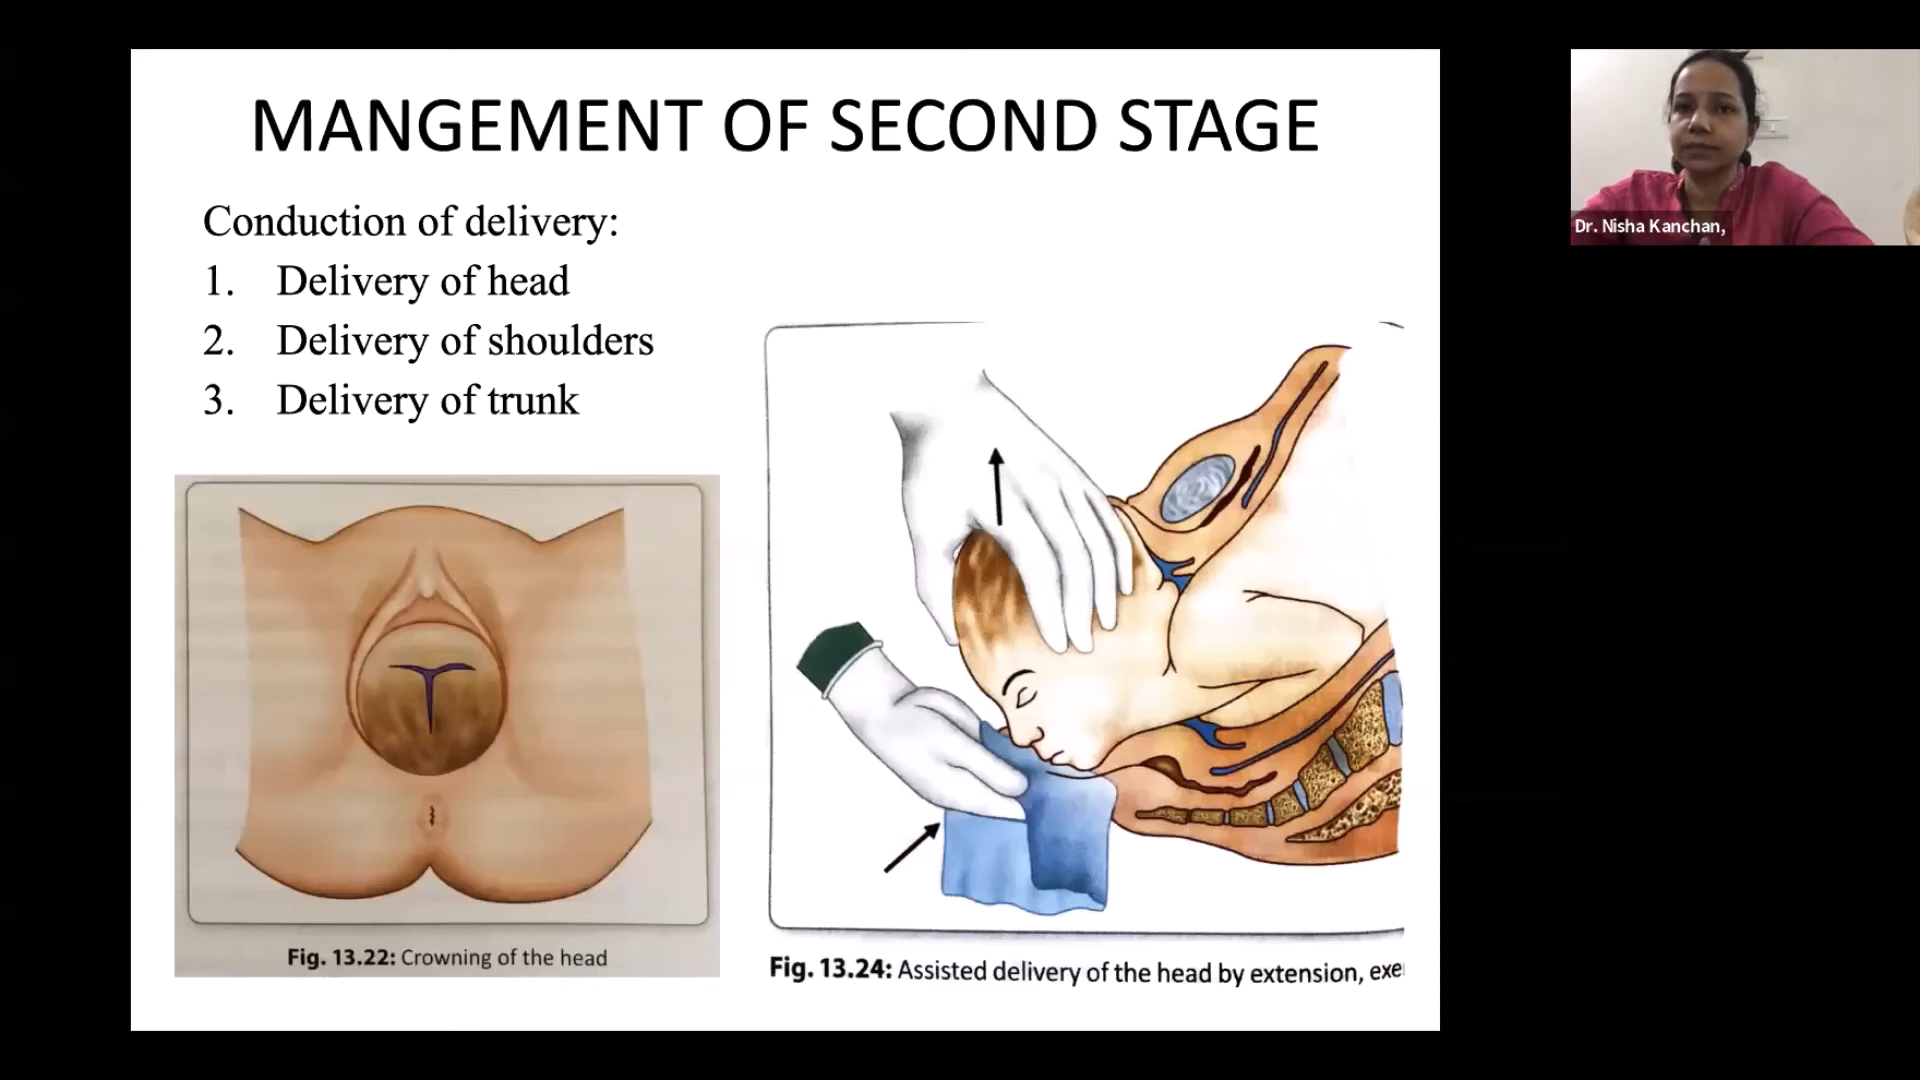 MANGEMENT OF SECOND STAGE
Conduction of delivery:
1. Delivery of head
2. Delivery of shoulders
3. Delivery of trunk
Fig. 13.22: Crowning of the head
Fig. 13.24: Assisted delivery of the head by extension, exe
Dr. Nisha Kanchan,